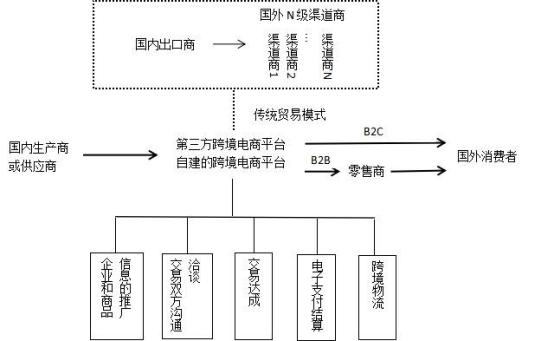 国外 N 级渠道商
国内出口商
渠道商1
渠道商2
…
渠道商N
传统贸易模式
国内生产商
或供应商
第三方跨境电商平台
自建的跨境电商平台
B2C
B2B
零售商
国外消费者
信息的推广
企业和商品
洽谈
交易双方沟通
交易达成
电子支付结算
跨境物流